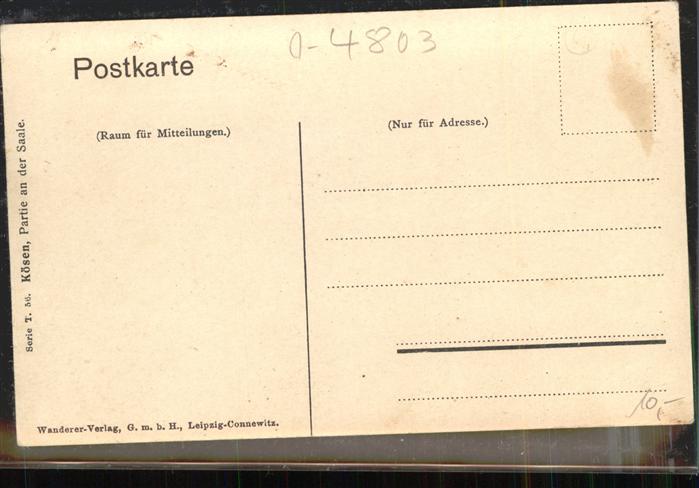 0-4803
Postkarte
(Raum für Mitteilungen.)
(Nur für Adresse.)
Serie T. 56. Kösen, Partie an der Saale.
Wanderer-Verlag, G. m. b. H., Leipzig-Connewitz.
10,-